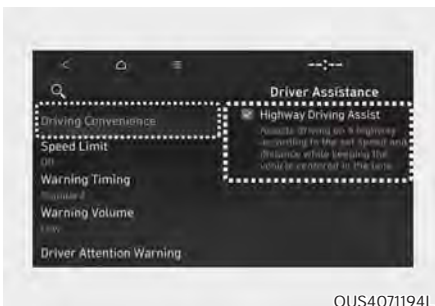 --:--
Driver Assistance
Driving Convenience
Speed Limit
Off
Warning Timing
Standard
Warning Volume
Low
Driver Attention Warning
Highway Driving Assist
Assists driving on a highway
according to the set speed and
distance while keeping the
vehicle centered in the lane.
OUS4071194L